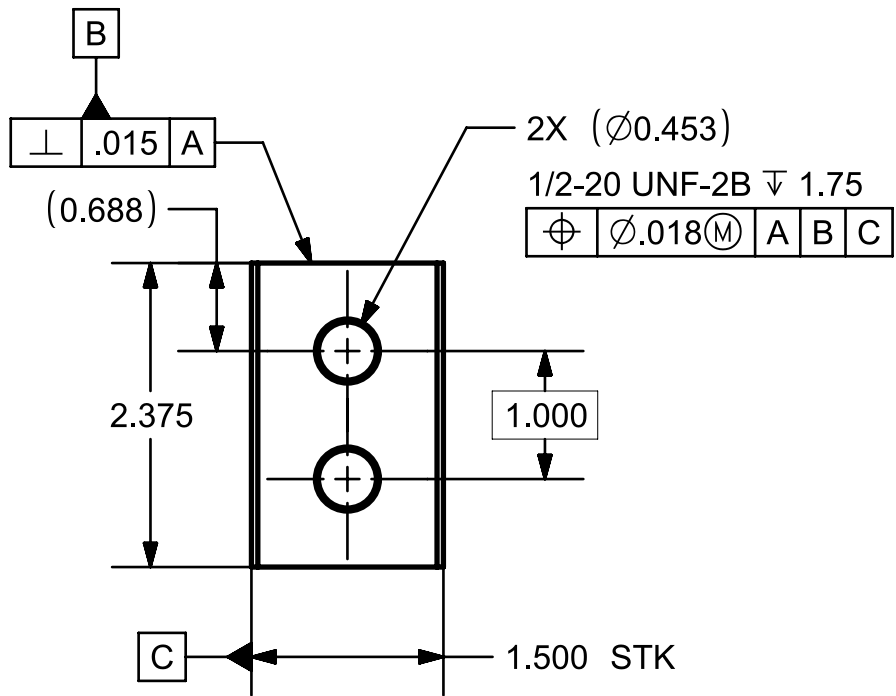 B
⊥ .015 A
2X (∅0.453)
1/2-20 UNF-2B ↧ 1.75
⌖ ∅.018Ⓜ A B C
(0.688)
2.375
1.000
C
1.500 STK